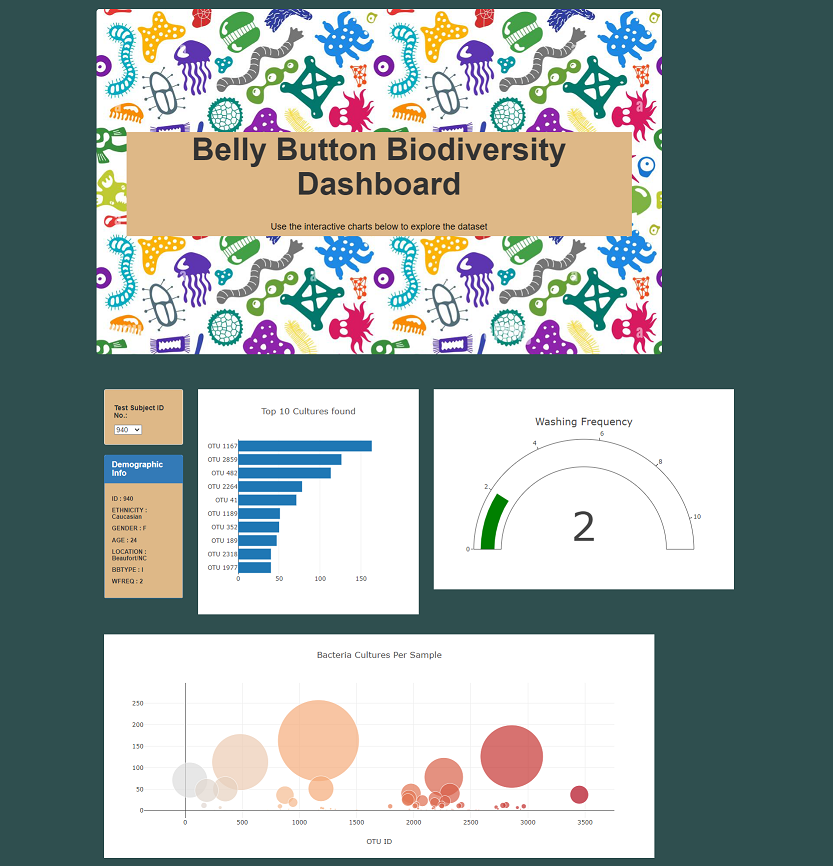 Belly Button Biodiversity
Dashboard
Use the interactive charts below to explore the dataset
Test Subject ID
No.:
940
Demographic
Info
ID : 940
ETHNICITY :
Caucasian
GENDER : F
AGE : 24
LOCATION :
Beaufort/NC
BBTYPE : I
WFREQ : 2
Top 10 Cultures found
OTU 1167
OTU 2859
OTU 482
OTU 2264
OTU 41
OTU 1189
OTU 352
OTU 189
OTU 2318
OTU 1977
0 50 100 150
Washing Frequency
0
2
4
6
8
10
2
Bacteria Cultures Per Sample
250
200
150
100
50
0
0 500 1000 1500 2000 2500 3000 3500
OTU ID